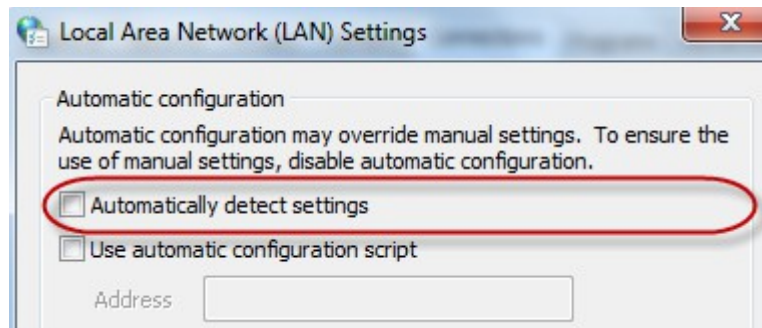 Local Area Network (LAN) Settings
Automatic configuration
Automatic configuration may override manual settings. To ensure the
use of manual settings, disable automatic configuration.
Automatically detect settings
Use automatic configuration script
Address